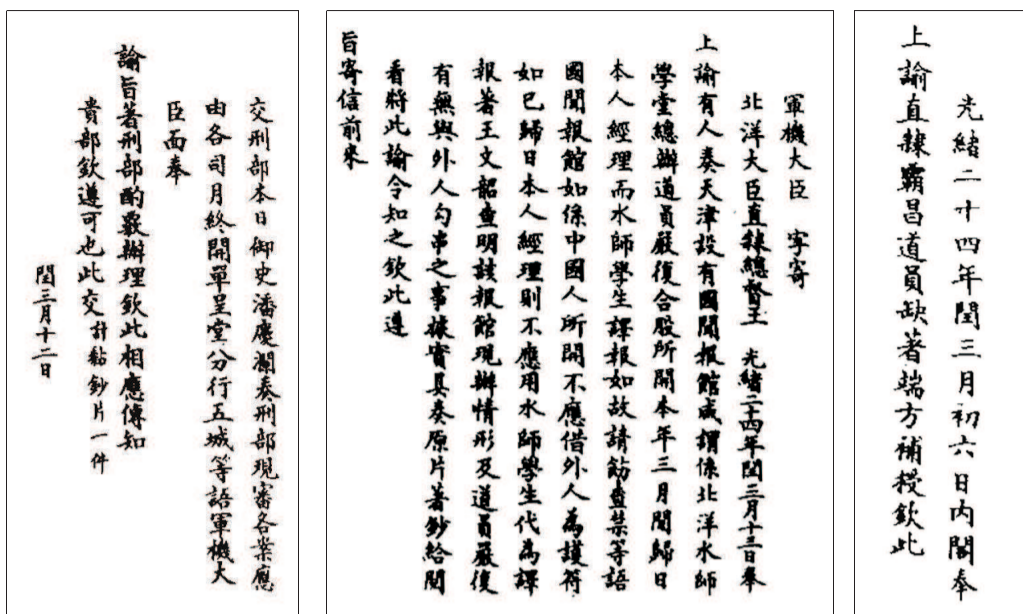 光緒二十四年閏三月初六日內閣奉
上諭直隸霸昌道員缺著端方補授欽此
軍機大臣 字寄
北洋大臣直隸總督王 光緒二十四年閏三月十三日奉
上諭有人奏天津設有國聞報館咸謂係北洋水師
學堂總辦道員嚴復合股所開本年三月間歸日
本人經理而水師學生譯報如故請飭查禁等語
國聞報館如係中國人所開不應借外人為護符
如已歸日本人經理則不應用水師學生代為譯
報著王文韶查明該報館現辦情形及道員嚴復
有無與外人勾串之事據實具奏原片著鈔給閱
看將此諭令知之欽此遵
旨寄信前來
交刑部本日御史潘慶瀾奏刑部現審各案應
由各司月終開單呈堂分行五城等語軍機大
臣面奉
諭旨著刑部酌覈辦理欽此相應傳知
貴部欽遵可也此交 計黏鈔片一件
閏三月十二日